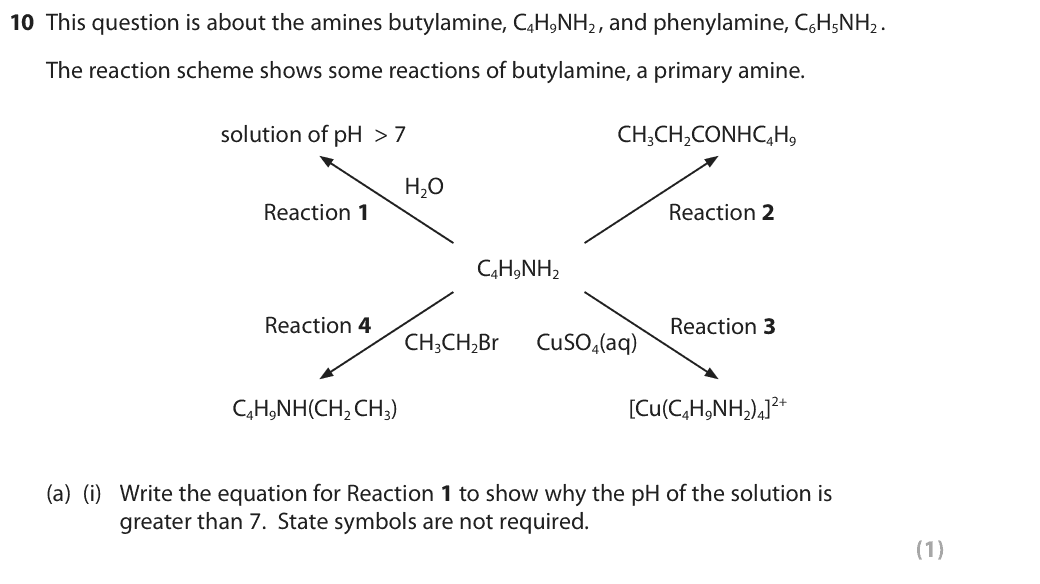 10 This question is about the amines butylamine, C₄H₉NH₂, and phenylamine, C₆H₅NH₂.
The reaction scheme shows some reactions of butylamine, a primary amine.
solution of pH > 7
CH₃CH₂CONHC₄H₉
H₂O
Reaction 1
Reaction 2
C₄H₉NH₂
Reaction 4
Reaction 3
CH₃CH₂Br
CuSO₄(aq)
C₄H₉NH(CH₂CH₃)
[Cu(C₄H₉NH₂)₄]²⁺
(a) (i) Write the equation for Reaction 1 to show why the pH of the solution is
greater than 7. State symbols are not required.
(1)